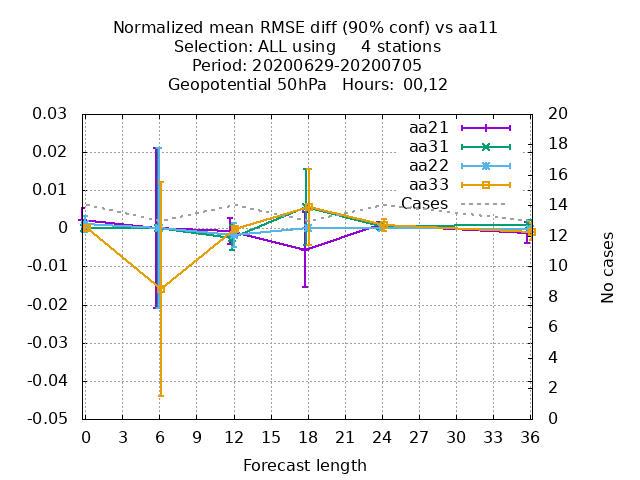 Normalized mean RMSE diff (90% conf) vs aa11
Selection: ALL using     4 stations
Period: 20200629-20200705
Geopotential 50hPa   Hours:  00,12
0.03
0.02
0.01
0
-0.01
-0.02
-0.03
-0.04
-0.05
aa21
aa31
aa22
aa33
Cases
20
18
16
14
12
10
8
6
4
2
0
No cases
0 3 6 9 12 15 18 21 24 27 30 33 36
Forecast length